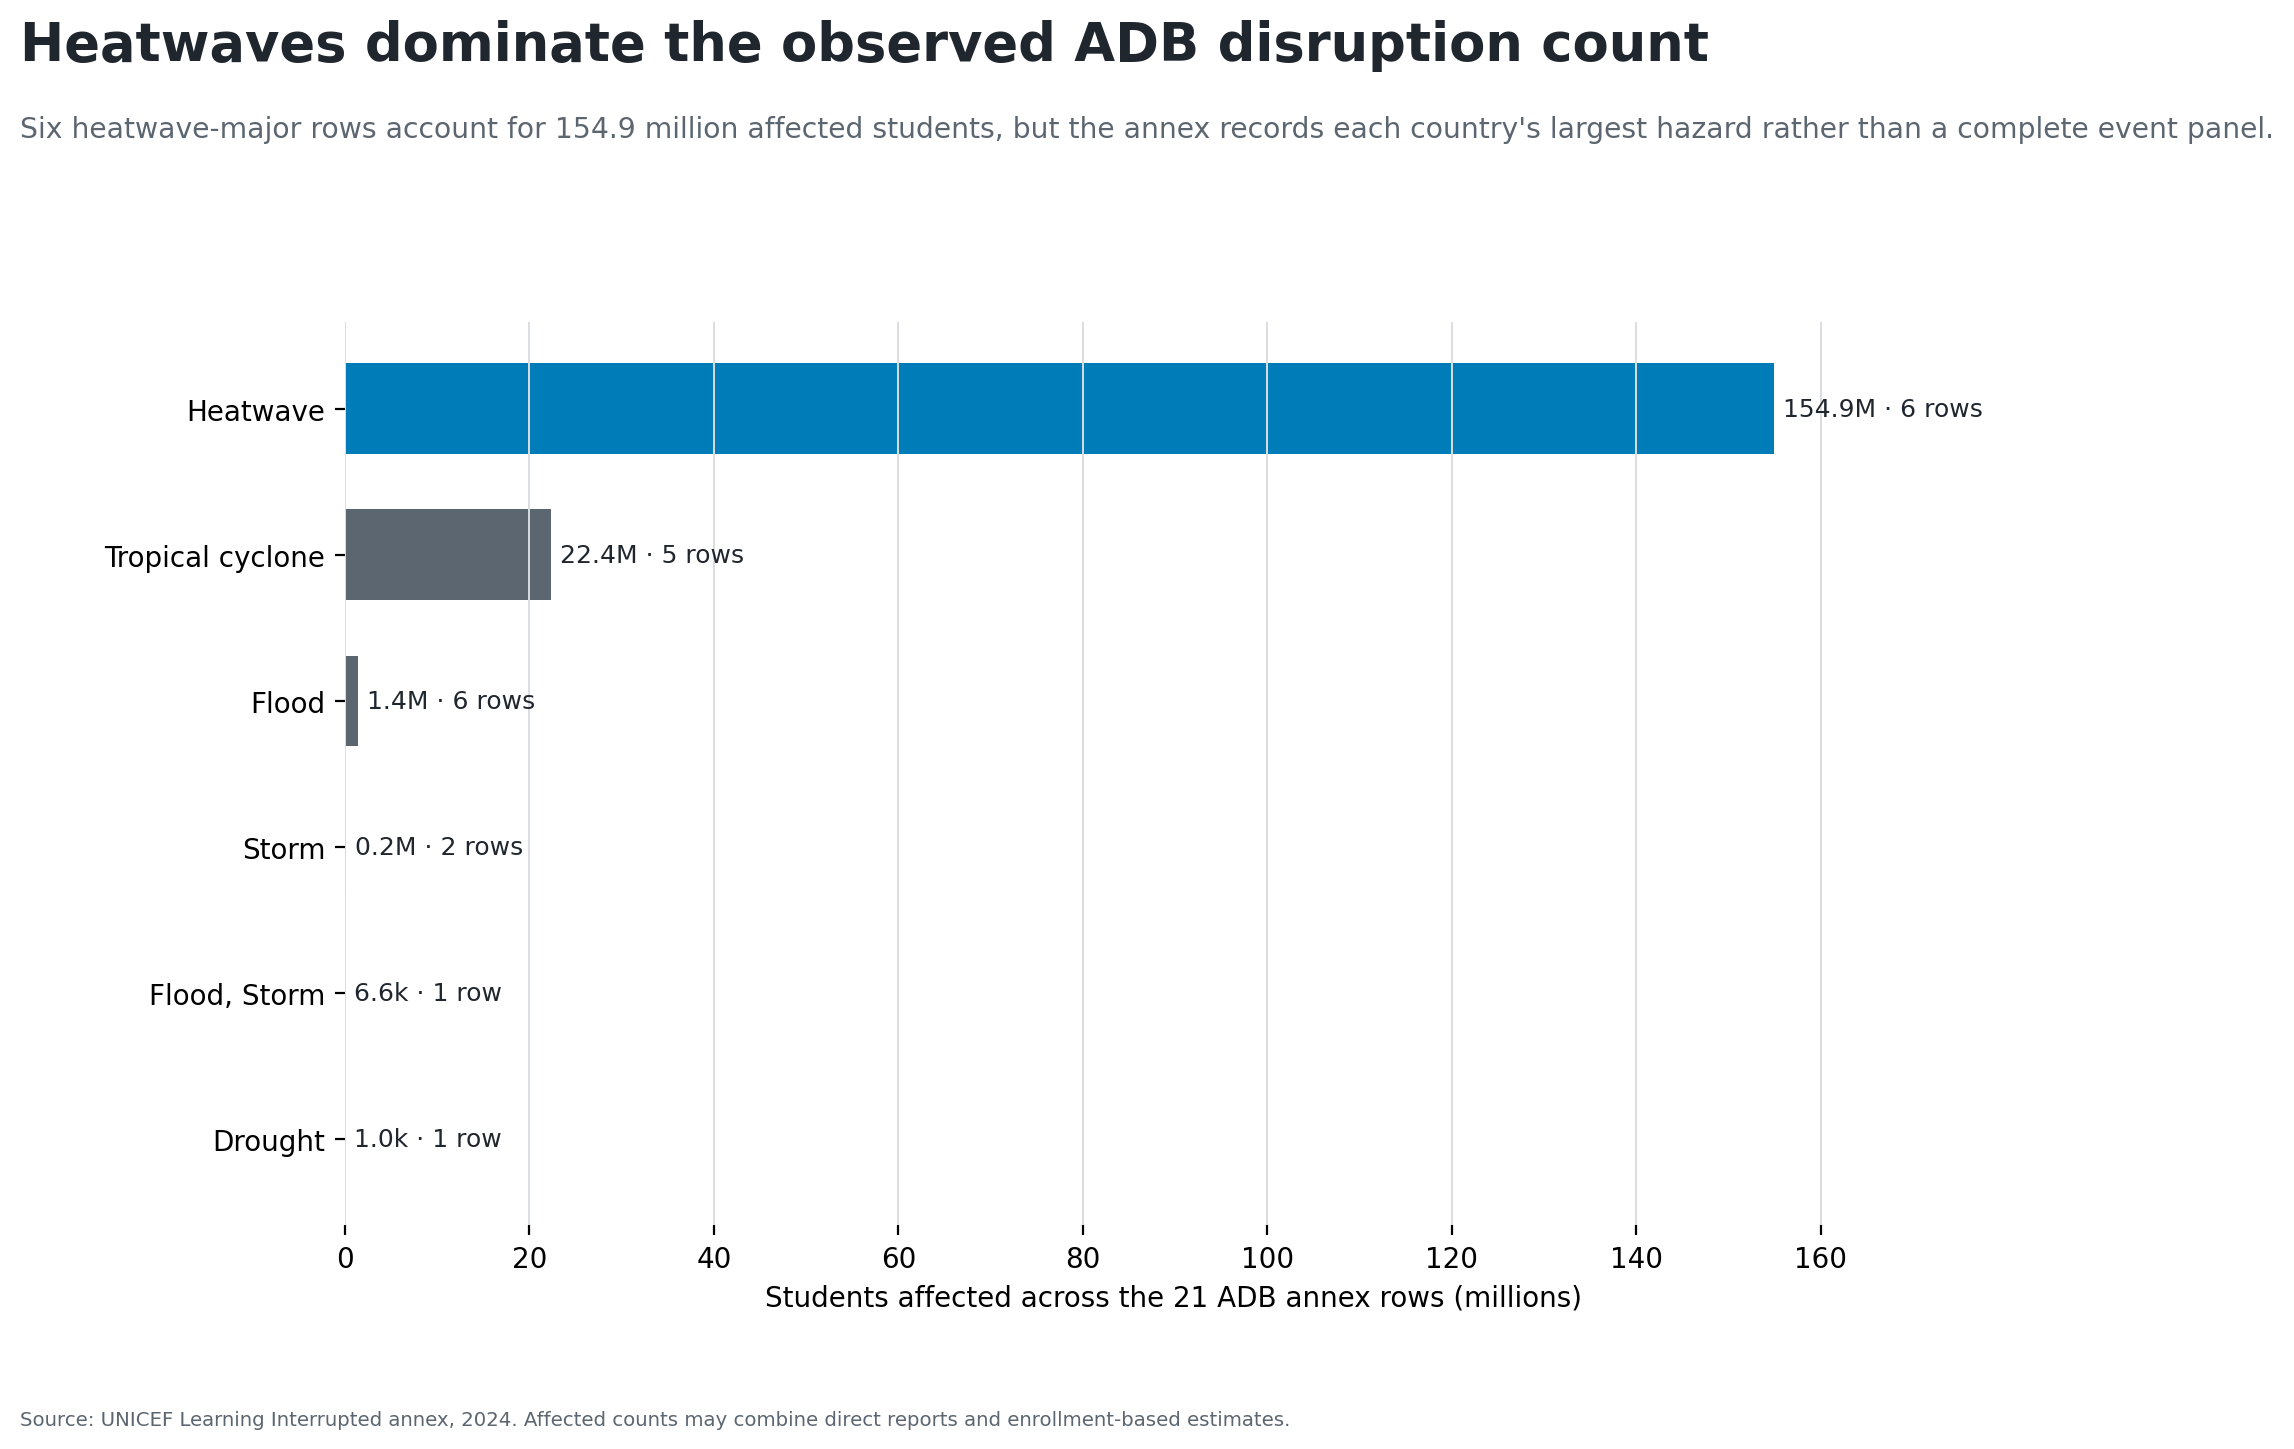 Heatwaves dominate the observed ADB disruption count
Six heatwave-major rows account for 154.9 million affected students, but the annex records each country's largest hazard rather than a complete event panel.
Heatwave
154.9M · 6 rows
Tropical cyclone
22.4M · 5 rows
Flood
1.4M · 6 rows
Storm
0.2M · 2 rows
Flood, Storm
6.6k · 1 row
Drought
1.0k · 1 row
0 20 40 60 80 100 120 140 160
Students affected across the 21 ADB annex rows (millions)
Source: UNICEF Learning Interrupted annex, 2024. Affected counts may combine direct reports and enrollment-based estimates.